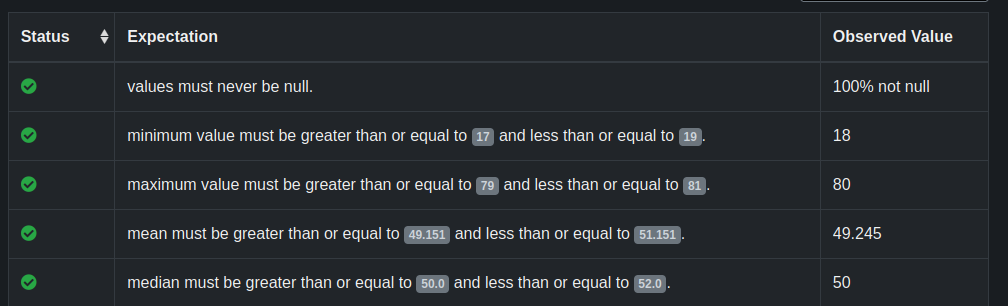 Status Expectation Observed Value
values must never be null. 100% not null
minimum value must be greater than or equal to 17 and less than or equal to 19. 18
maximum value must be greater than or equal to 79 and less than or equal to 81. 80
mean must be greater than or equal to 49.151 and less than or equal to 51.151. 49.245
median must be greater than or equal to 50.0 and less than or equal to 52.0. 50